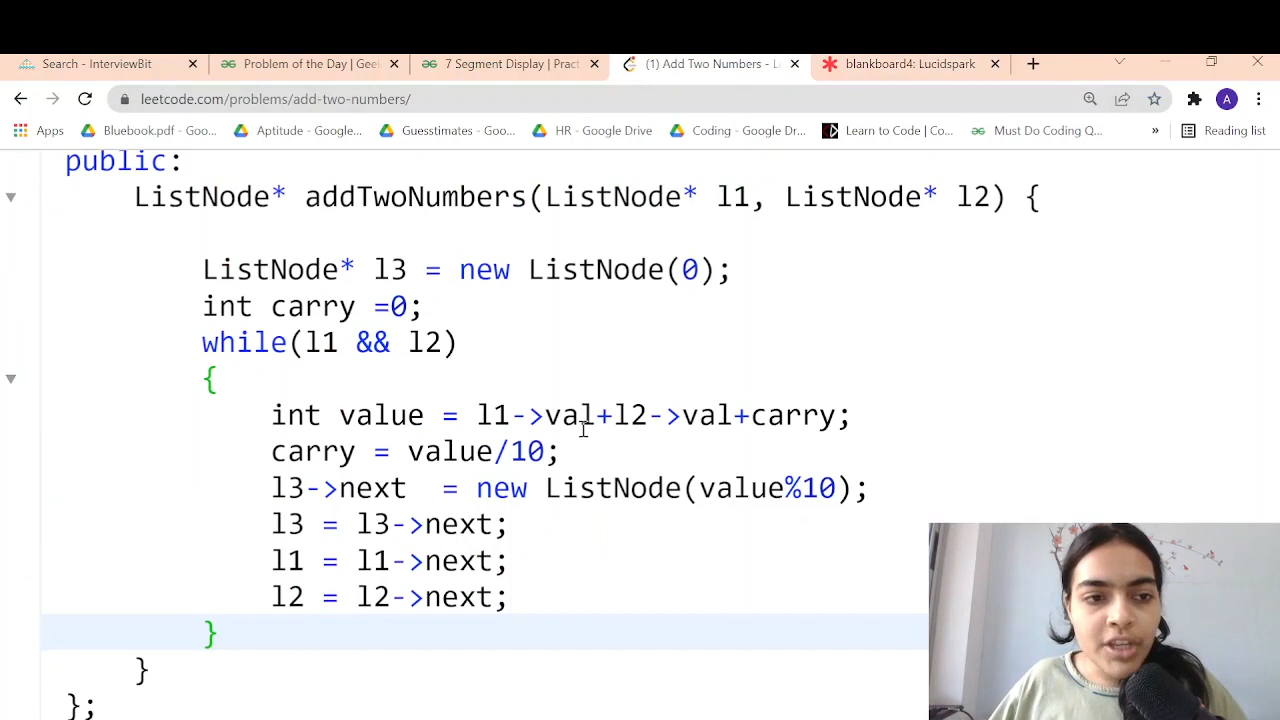 Search - InterviewBit
Problem of the Day | Geek
7 Segment Display | Pract
(1) Add Two Numbers - Le
blankboard4: Lucidspark
leetcode.com/problems/add-two-numbers/
A
Apps
Bluebook.pdf - Goo...
Aptitude - Google...
Guesstimates - Goo...
HR - Google Drive
Coding - Google Dr...
Learn to Code | Co...
Must Do Coding Q...
»
Reading list
public:
ListNode* addTwoNumbers(ListNode* l1, ListNode* l2) {
ListNode* l3 = new ListNode(0);
int carry =0;
while(l1 && l2)
{
int value = l1->val+l2->val+carry;
carry = value/10;
l3->next  = new ListNode(value%10);
l3 = l3->next;
l1 = l1->next;
l2 = l2->next;
}
}
};